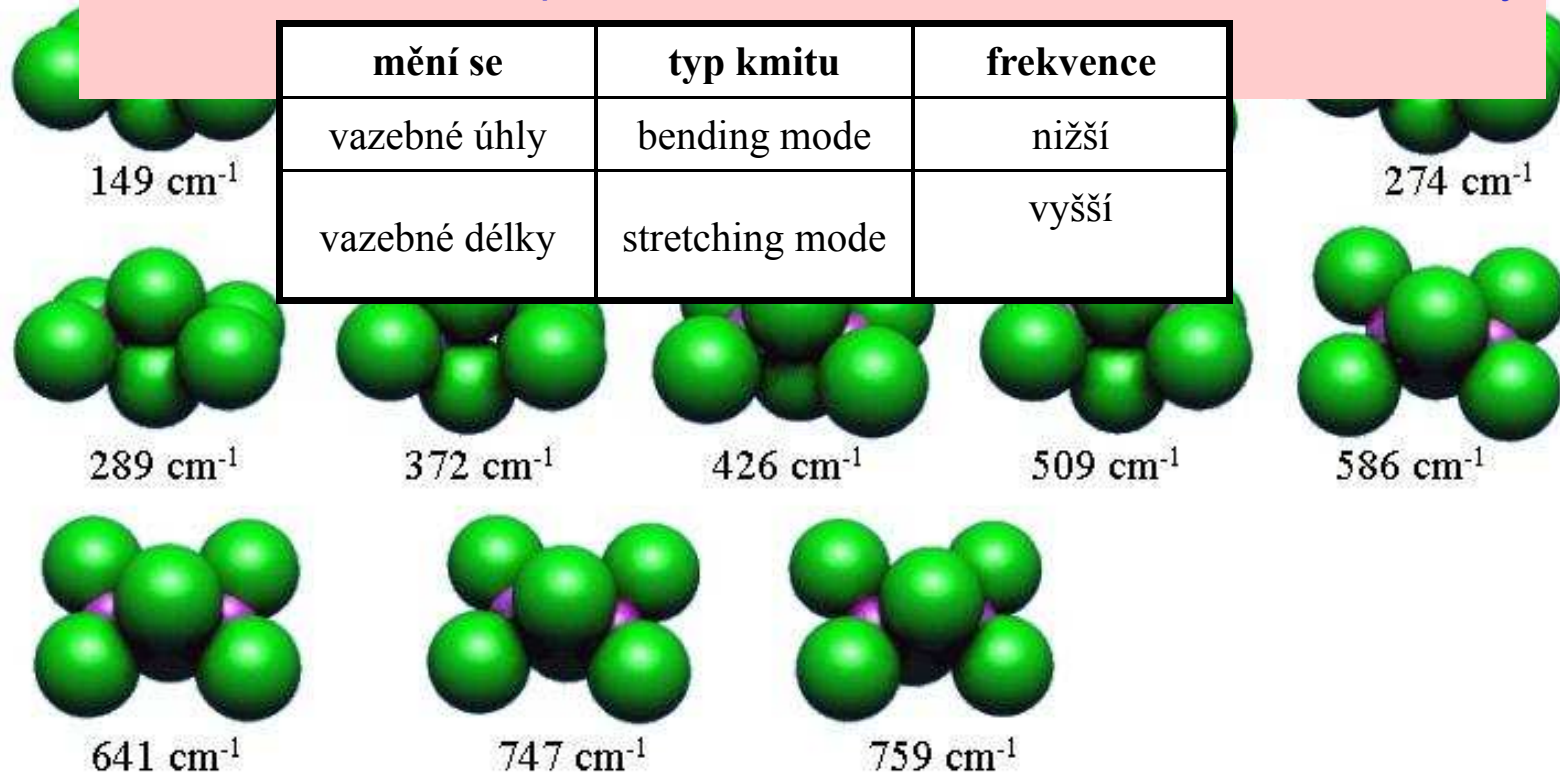 mění se typ kmitu frekvence
vazebné úhly bending mode nižší
149 cm-1 274 cm-1
vazebné délky stretching mode vyšší
289 cm-1 372 cm-1 426 cm-1 509 cm-1 586 cm-1
641 cm-1 747 cm-1 759 cm-1